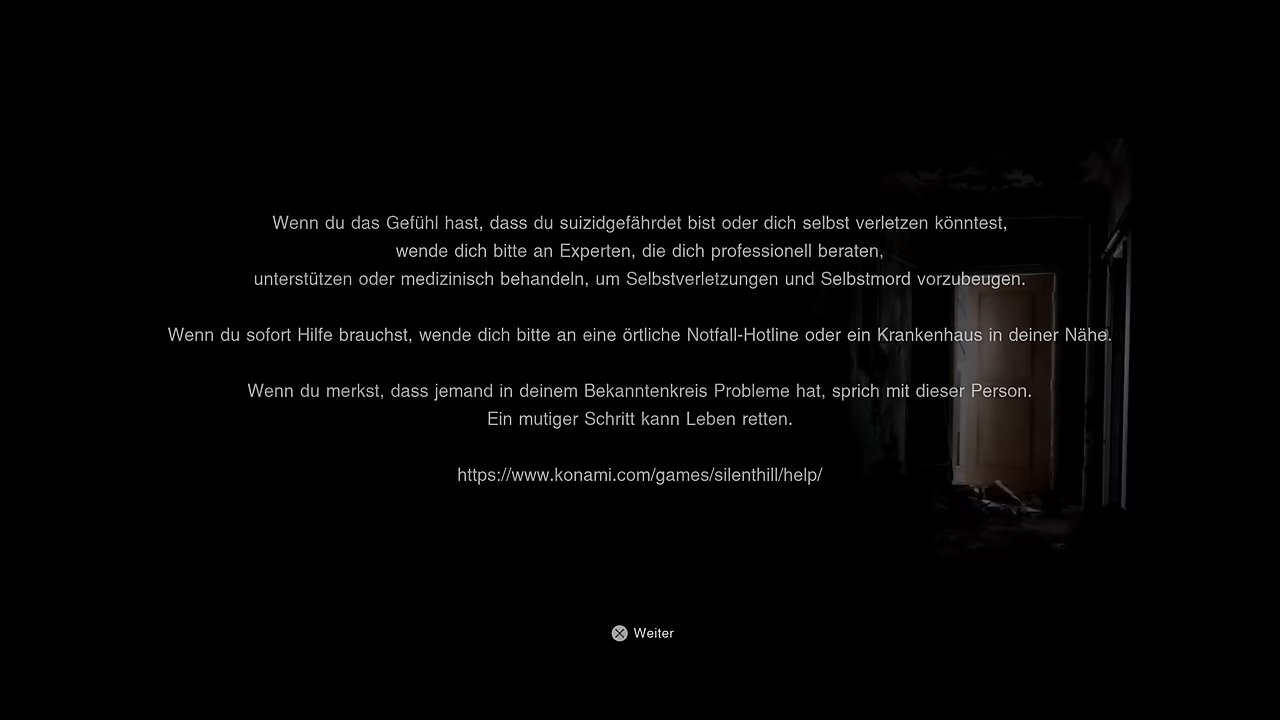 Wenn du das Gefühl hast, dass du suizidgefährdet bist oder dich selbst verletzen könntest,
wende dich bitte an Experten, die dich professionell beraten,
unterstützen oder medizinisch behandeln, um Selbstverletzungen und Selbstmord vorzubeugen.
Wenn du sofort Hilfe brauchst, wende dich bitte an eine örtliche Notfall-Hotline oder ein Krankenhaus in deiner Nähe.
Wenn du merkst, dass jemand in deinem Bekanntenkreis Probleme hat, sprich mit dieser Person.
Ein mutiger Schritt kann Leben retten.
https://www.konami.com/games/silenthill/help/
Weiter